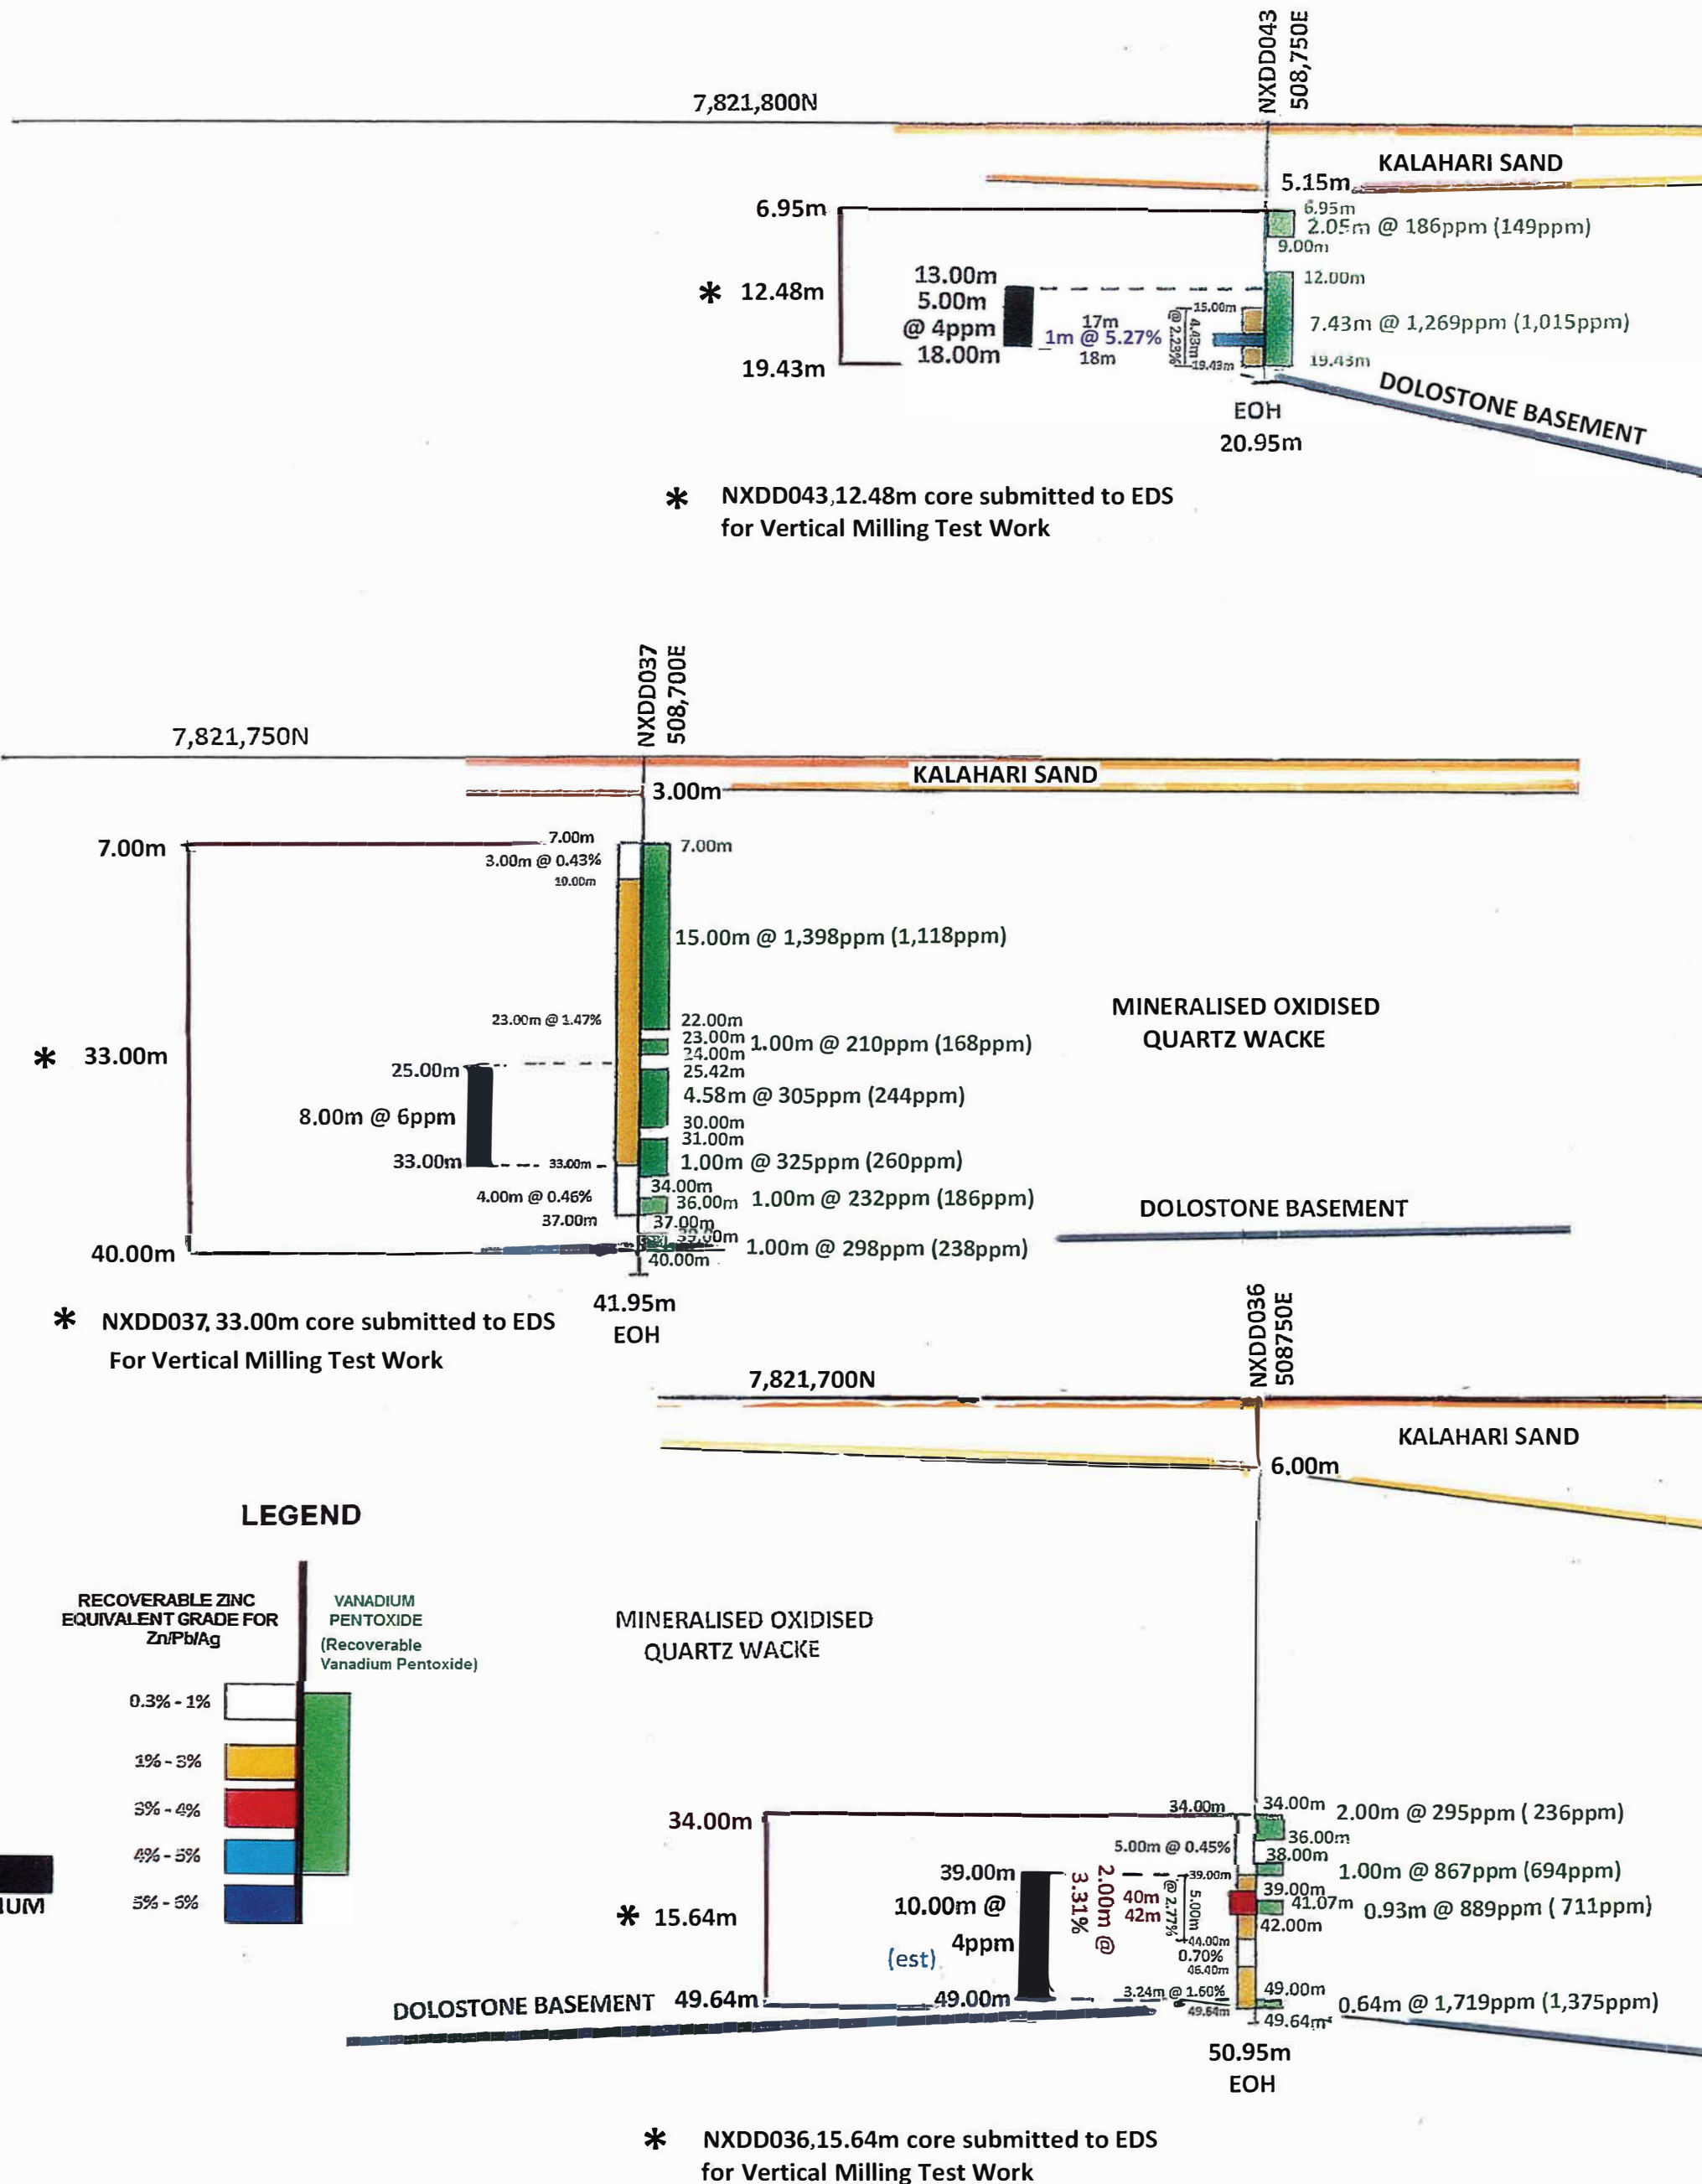 NXDD043
508,750E
7,821,800N
KALAHARI SAND
5.15m
6.95m
6.95m
2.05m @ 186ppm (149ppm)
9.00m
12.00m
13.00m
5.00m
@ 4ppm
18.00m
* 12.48m
17m
1m @ 5.27%
18m
15.00m
4.43m
@ 2.23%
19.43m
7.43m @ 1,269ppm (1,015ppm)
19.43m
19.43m
DOLOSTONE BASEMENT
EOH
20.95m
* NXDD043,12.48m core submitted to EDS
for Vertical Milling Test Work
NXDD037
508,700E
7,821,750N
KALAHARI SAND
3.00m
7.00m
7.00m
7.00m
3.00m @ 0.43%
10.00m
15.00m @ 1,398ppm (1,118ppm)
MINERALISED OXIDISED
QUARTZ WACKE
23.00m @ 1.47%
22.00m
23.00m
24.00m
1.00m @ 210ppm (168ppm)
* 33.00m
25.00m
25.42m
8.00m @ 6ppm
4.58m @ 305ppm (244ppm)
30.00m
31.00m
33.00m
33.00m
1.00m @ 325ppm (260ppm)
34.00m
4.00m @ 0.46%
36.00m
1.00m @ 232ppm (186ppm)
37.00m
37.00m
DOLOSTONE BASEMENT
40.00m
1.00m @ 298ppm (238ppm)
40.00m
41.95m
EOH
* NXDD037, 33.00m core submitted to EDS
For Vertical Milling Test Work
NXDD036
508750E
7,821,700N
KALAHARI SAND
6.00m
LEGEND
RECOVERABLE ZINC
EQUIVALENT GRADE FOR
Zn/Pb/Ag
VANADIUM
PENTOXIDE
(Recoverable
Vanadium Pentoxide)
0.3% - 1%
1% - 3%
3% - 4%
4% - 5%
5% - 6%
IUM
MINERALISED OXIDISED
QUARTZ WACKE
34.00m
34.00m
34.00m
2.00m @ 295ppm ( 236ppm)
36.00m
5.00m @ 0.45%
38.00m
39.00m
39.00m
39.00m
1.00m @ 867ppm (694ppm)
10.00m @
4ppm
(est)
2.00m @
3.31%
40m
42m
5.00m
@ 2.77%
41.07m
0.93m @ 889ppm ( 711ppm)
42.00m
* 15.64m
44.00m
0.70%
46.40m
3.24m @ 1.60%
49.00m
49.00m
49.64m
DOLOSTONE BASEMENT
49.64m
0.64m @ 1,719ppm (1,375ppm)
49.64m
50.95m
EOH
* NXDD036,15.64m core submitted to EDS
for Vertical Milling Test Work